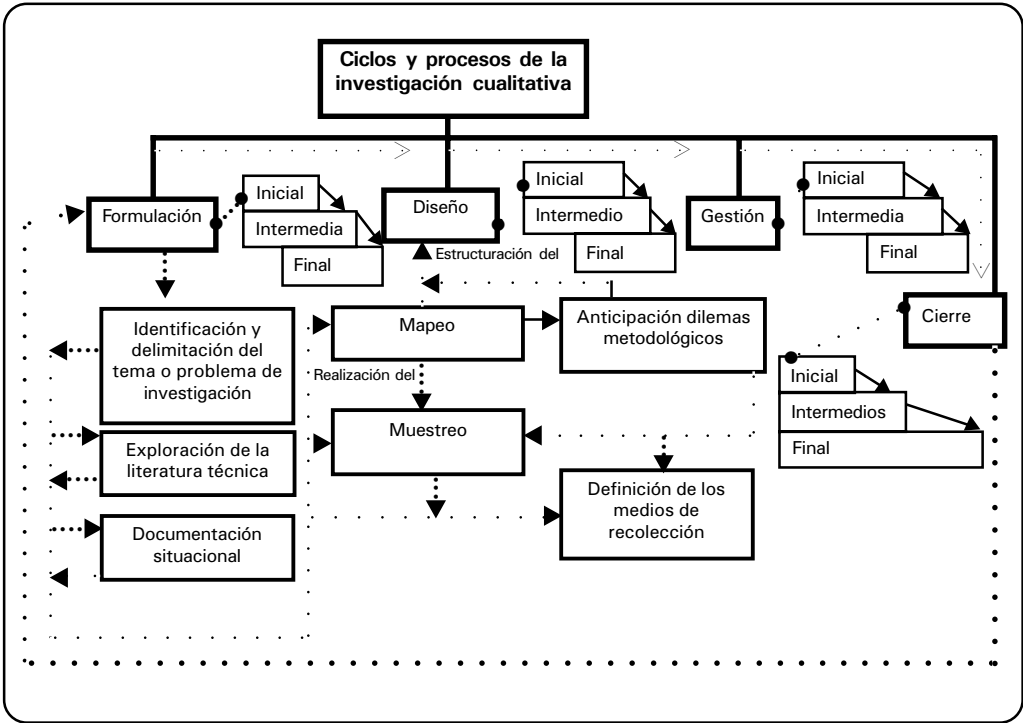 Ciclos y procesos de la
investigación cualitativa
Formulación
Inicial
Intermedia
Final
Diseño
Inicial
Intermedio
Final
Gestión
Inicial
Intermedia
Final
Cierre
Inicial
Intermedios
Final
Estructuración del
Identificación y
delimitación del
tema o problema de
investigación
Mapeo
Anticipación dilemas
metodológicos
Realización del
Exploración de la
literatura técnica
Muestreo
Documentación
situacional
Definición de los
medios de
recolección